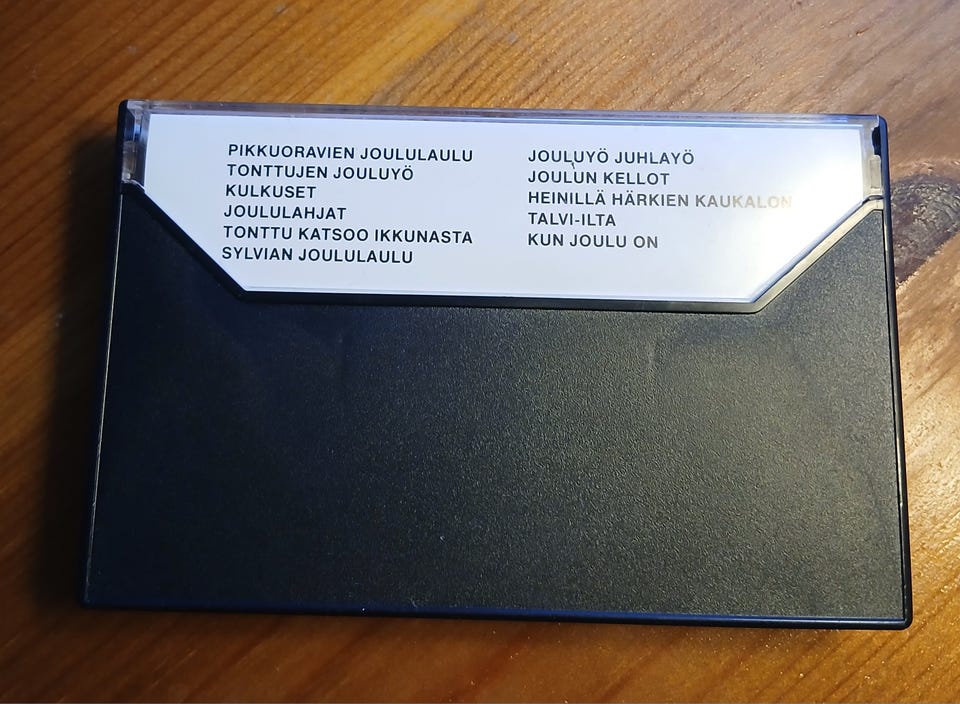 PIKKUORAVIEN JOULULAULU
TONTTUJEN JOULUYÖ
KULKUSET
JOULULAHJAT
TONTTU KATSOO IKKUNASTA
SYLVIAN JOULULAULU
JOULUYÖ JUHLAYÖ
JOULUN KELLOT
HEINILLÄ HÄRKIEN KAUKALON
TALVI-ILTA
KUN JOULU ON